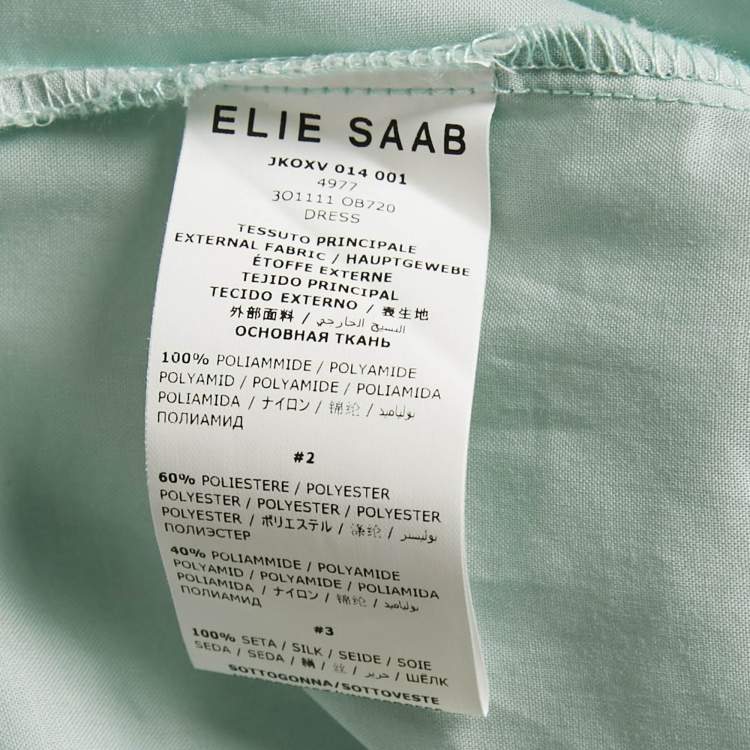 ELIE SAAB
JKOXV 014 001
4977
301111 OB720
DRESS
TESSUTO PRINCIPALE
EXTERNAL FABRIC / HAUPTGEWEBE
ÉTOFFE EXTERNE
TEJIDO PRINCIPAL
TECIDO EXTERNO / 表生地
外部面料 / النسيج الخارجي
ОСНОВНАЯ ТКАНЬ
100% POLIAMMIDE / POLYAMIDE
POLYAMID / POLYAMIDE / POLIAMIDA
POLIAMIDA / ナイロン / 锦纶 / بولياميد
ПОЛИАМИД
#2
60% POLIESTERE / POLYESTER
POLYESTER / POLYESTER / POLYESTER
POLYESTER / ポリエステル / 涤纶 / بوليستر
ПОЛИЭСТЕР
40% POLIAMMIDE / POLYAMIDE
POLYAMID / POLYAMIDE / POLIAMIDA
POLIAMIDA / ナイロン / 锦纶 / بولياميد
ПОЛИАМИД
#3
100% SETA / SILK / SEIDE / SOIE
SEDA / SEDA / 絹 / 丝 / حرير / ШЁЛК
SOTTOGONNA/SOTTOVESTE